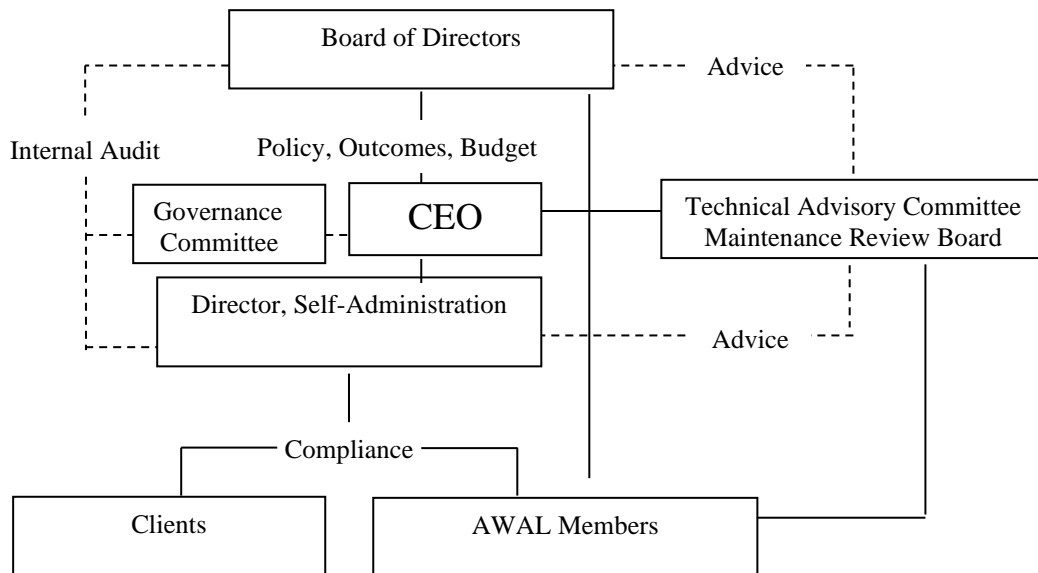 Board of Directors
Advice
Internal Audit
Policy, Outcomes, Budget
Governance
Committee
CEO
Technical Advisory Committee
Maintenance Review Board
Director, Self-Administration
Advice
Compliance
Clients
AWAL Members